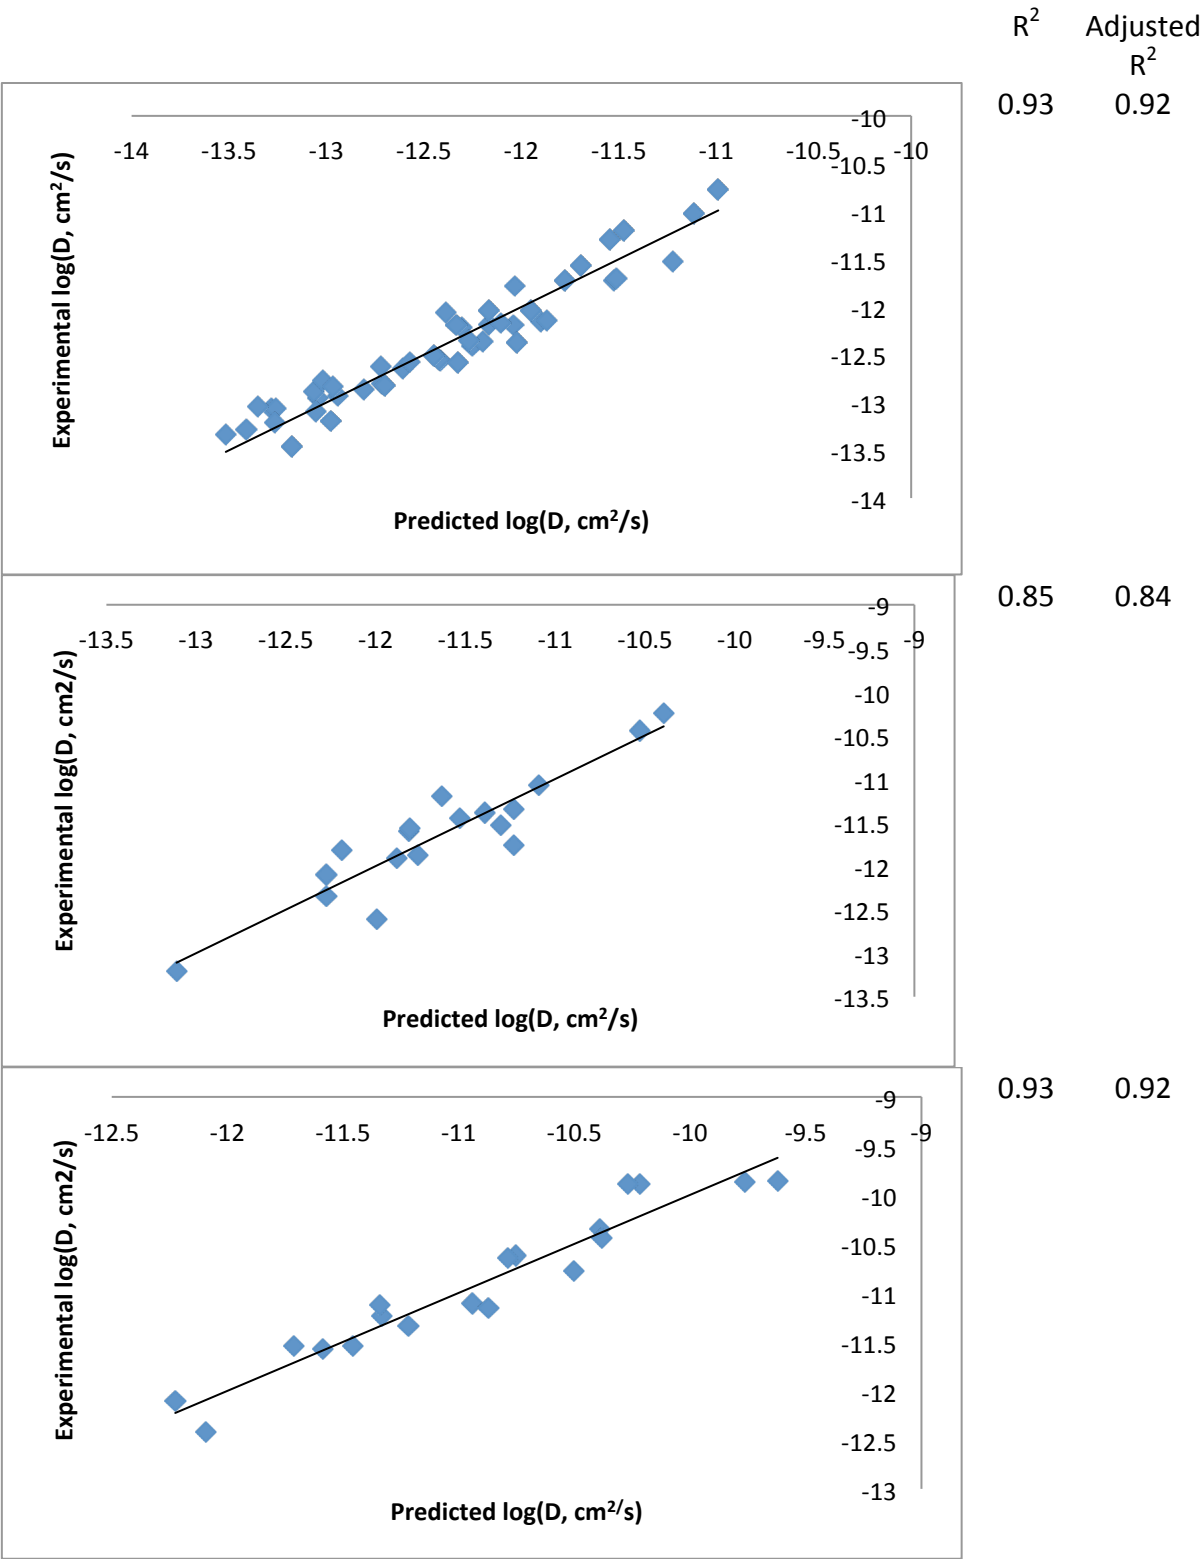 R² Adjusted
R²
0.93 0.92
-10
-14 -13.5 -13 -12.5 -12 -11.5 -11 -10.5 -10
-10.5
-11
-11.5
-12
-12.5
-13
-13.5
-14
Experimental log(D, cm²/s)
Predicted log(D, cm²/s)
0.85 0.84
-9
-13.5 -13 -12.5 -12 -11.5 -11 -10.5 -10 -9.5 -9
-9.5
-10
-10.5
-11
-11.5
-12
-12.5
-13
-13.5
Experimental log(D, cm2/s)
Predicted log(D, cm²/s)
0.93 0.92
-9
-12.5 -12 -11.5 -11 -10.5 -10 -9.5 -9
-9.5
-10
-10.5
-11
-11.5
-12
-12.5
-13
Experimental log(D, cm2/s)
Predicted log(D, cm²/s)